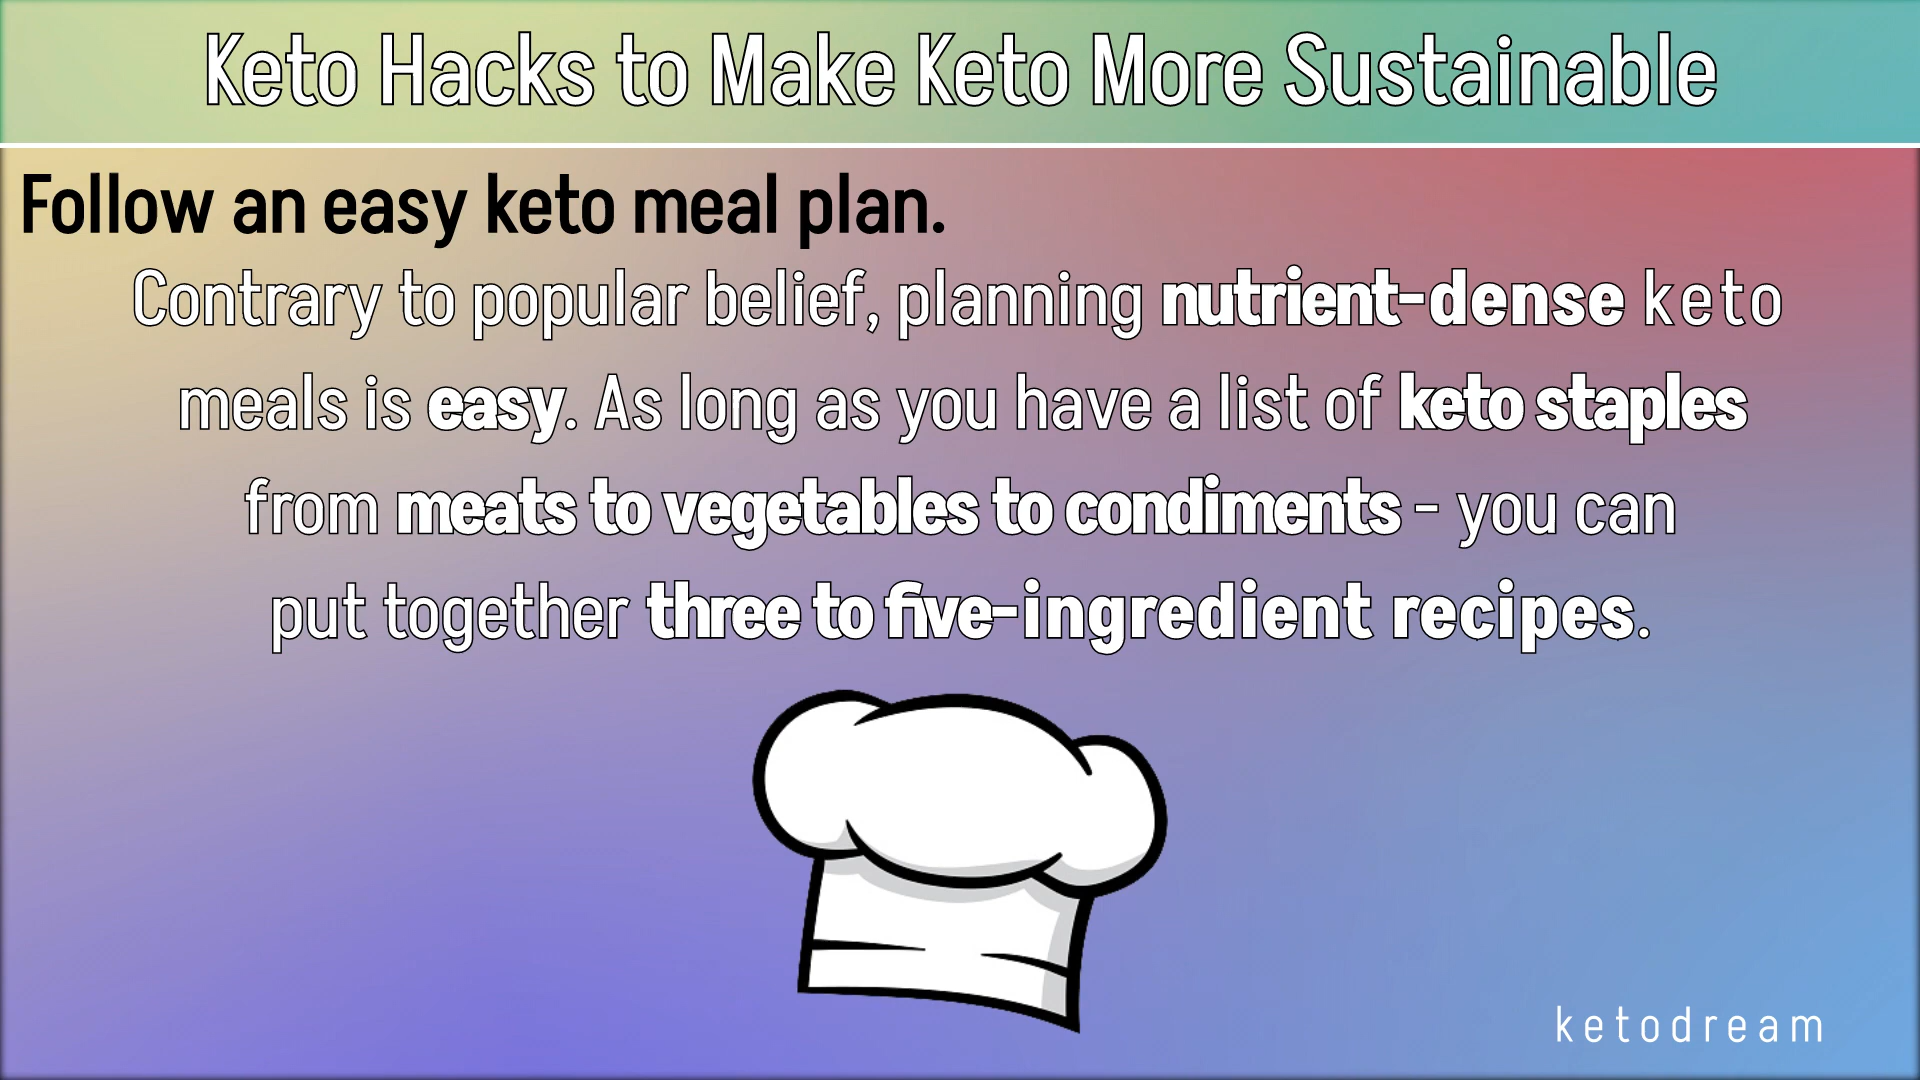 Keto Hacks to Make Keto More Sustainable
Follow an easy keto meal plan.
Contrary to popular belief, planning nutrient-dense keto
meals is easy. As long as you have a list of keto staples
from meats to vegetables to condiments - you can
put together three to five-ingredient recipes.
ketodream